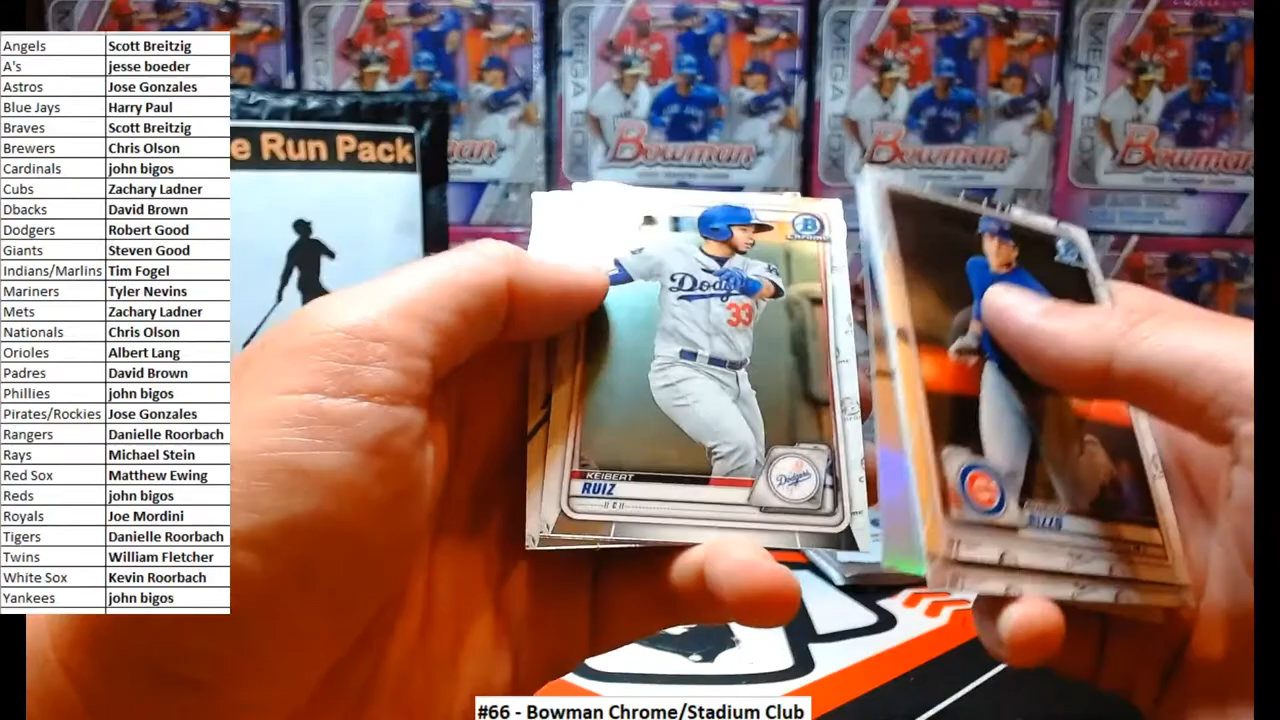 Angels Scott Breitzig
A's jesse boeder
Astros Jose Gonzales
Blue Jays Harry Paul
Braves Scott Breitzig
Brewers Chris Olson
Cardinals john bigos
Cubs Zachary Ladner
Dbacks David Brown
Dodgers Robert Good
Giants Steven Good
Indians/Marlins Tim Fogel
Mariners Tyler Nevins
Mets Zachary Ladner
Nationals Chris Olson
Orioles Albert Lang
Padres David Brown
Phillies john bigos
Pirates/Rockies Jose Gonzales
Rangers Danielle Roorbach
Rays Michael Stein
Red Sox Matthew Ewing
Reds john bigos
Royals Joe Mordini
Tigers Danielle Roorbach
Twins William Fletcher
White Sox Kevin Roorbach
Yankees john bigos
e Run Pack
MEGA BOX
Bowman
MEGA BOX
Bowman
Bowman
B
Chrome
Dodgers
33
KEIBERT
RUIZ
C
Dodgers
#66 - Bowman Chrome/Stadium Club